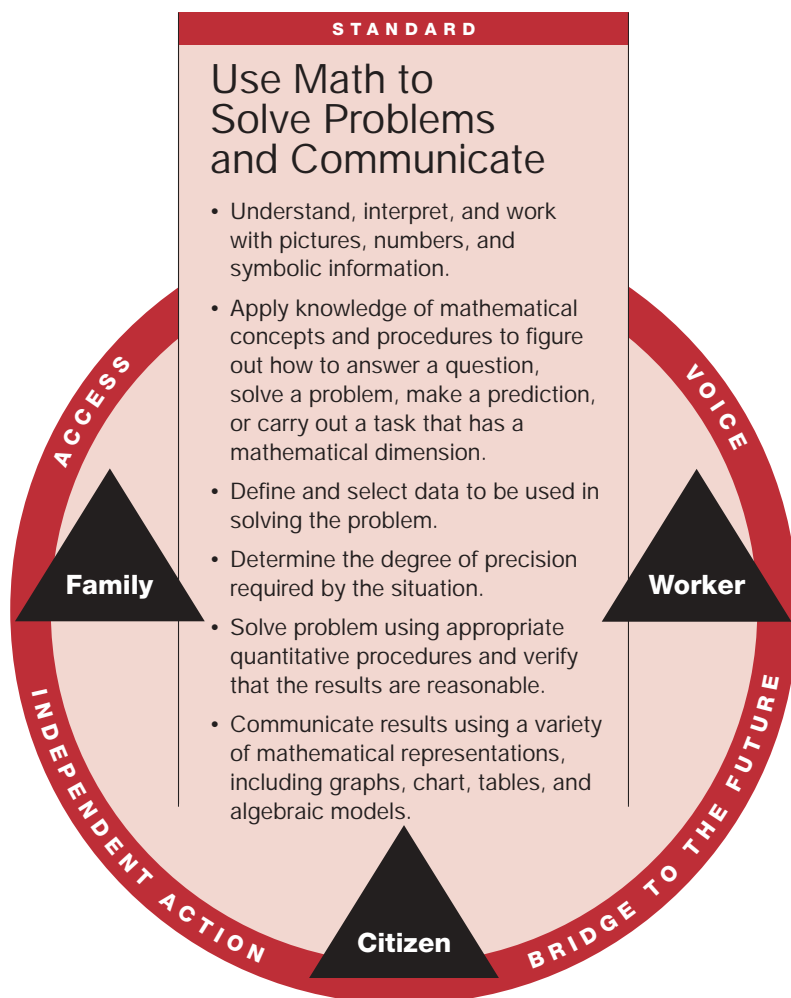 STANDARD
Use Math to
Solve Problems
and Communicate
• Understand, interpret, and work
with pictures, numbers, and
symbolic information.
• Apply knowledge of mathematical
concepts and procedures to figure
out how to answer a question,
solve a problem, make a prediction,
or carry out a task that has a
mathematical dimension.
• Define and select data to be used in
solving the problem.
• Determine the degree of precision
required by the situation.
• Solve problem using appropriate
quantitative procedures and verify
that the results are reasonable.
• Communicate results using a variety
of mathematical representations,
including graphs, chart, tables, and
algebraic models.
ACCESS
VOICE
Family
Worker
INDEPENDENT ACTION
BRIDGE TO THE FUTURE
Citizen